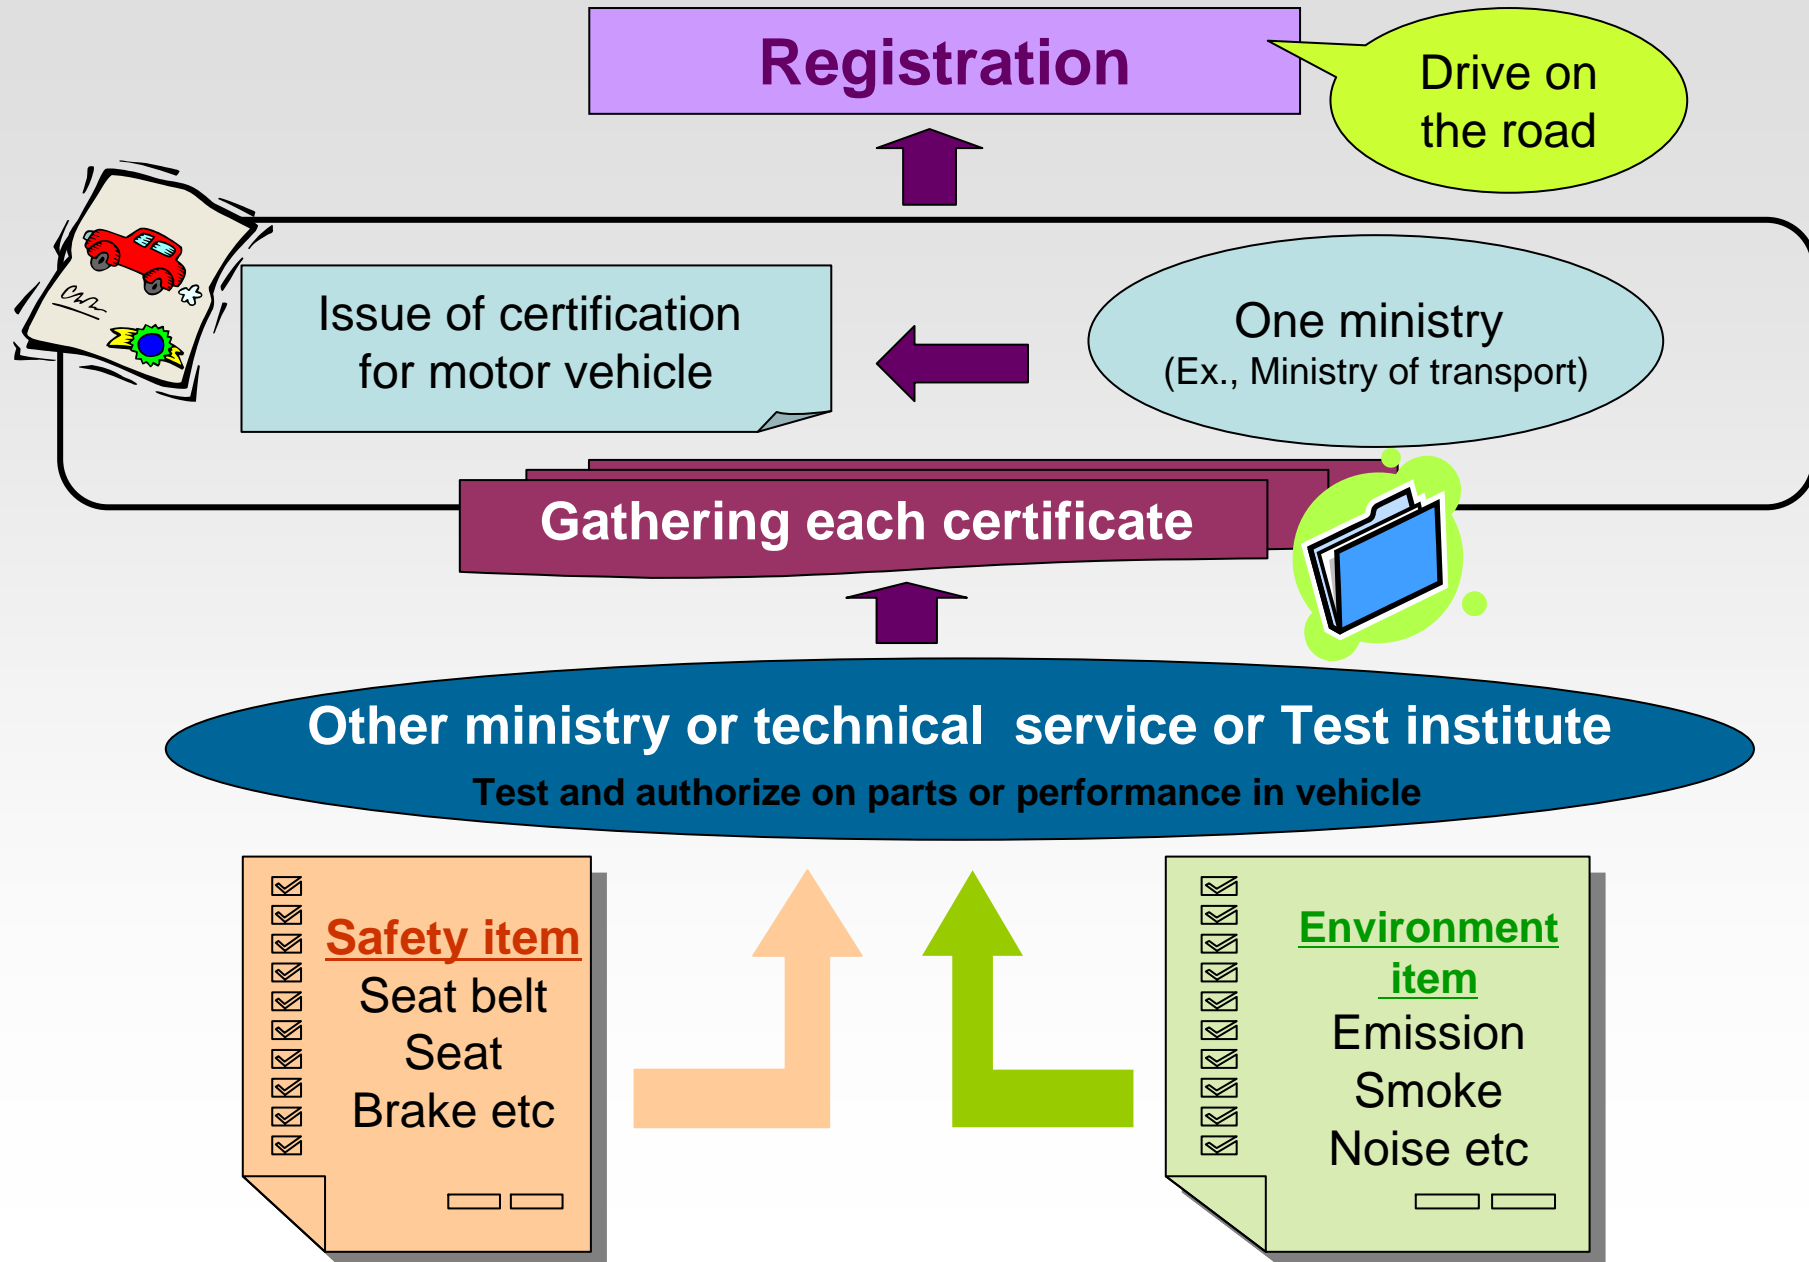 Registration
Drive on
the road
Issue of certification
for motor vehicle
One ministry
(Ex., Ministry of transport)
Gathering each certificate
Other ministry or technical service or Test institute
Test and authorize on parts or performance in vehicle
Safety item
Seat belt
Seat
Brake etc
Environment
item
Emission
Smoke
Noise etc